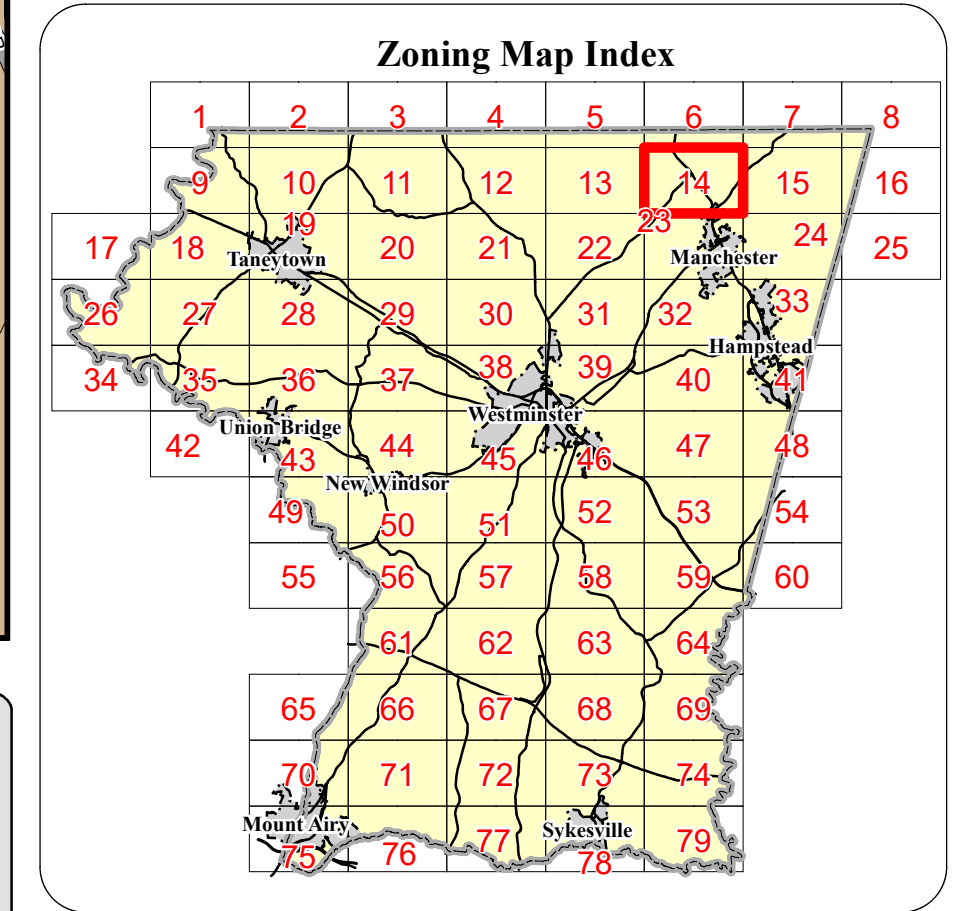 Zoning Map Index
1 2 3 4 5 6 7 8
9 10 11 12 13 14 15 16
17 18 19 20 21 22 23 24 25
Taneytown
Manchester
26 27 28 29 30 31 32 33
Hampstead
34 35 36 37 38 39 40 41
Westminster
Union Bridge
42 43 44 45 46 47 48
New Windsor
49 50 51 52 53 54
55 56 57 58 59 60
61 62 63 64
65 66 67 68 69
70 71 72 73 74
Mount Airy
Sykesville
75 76 77 78 79